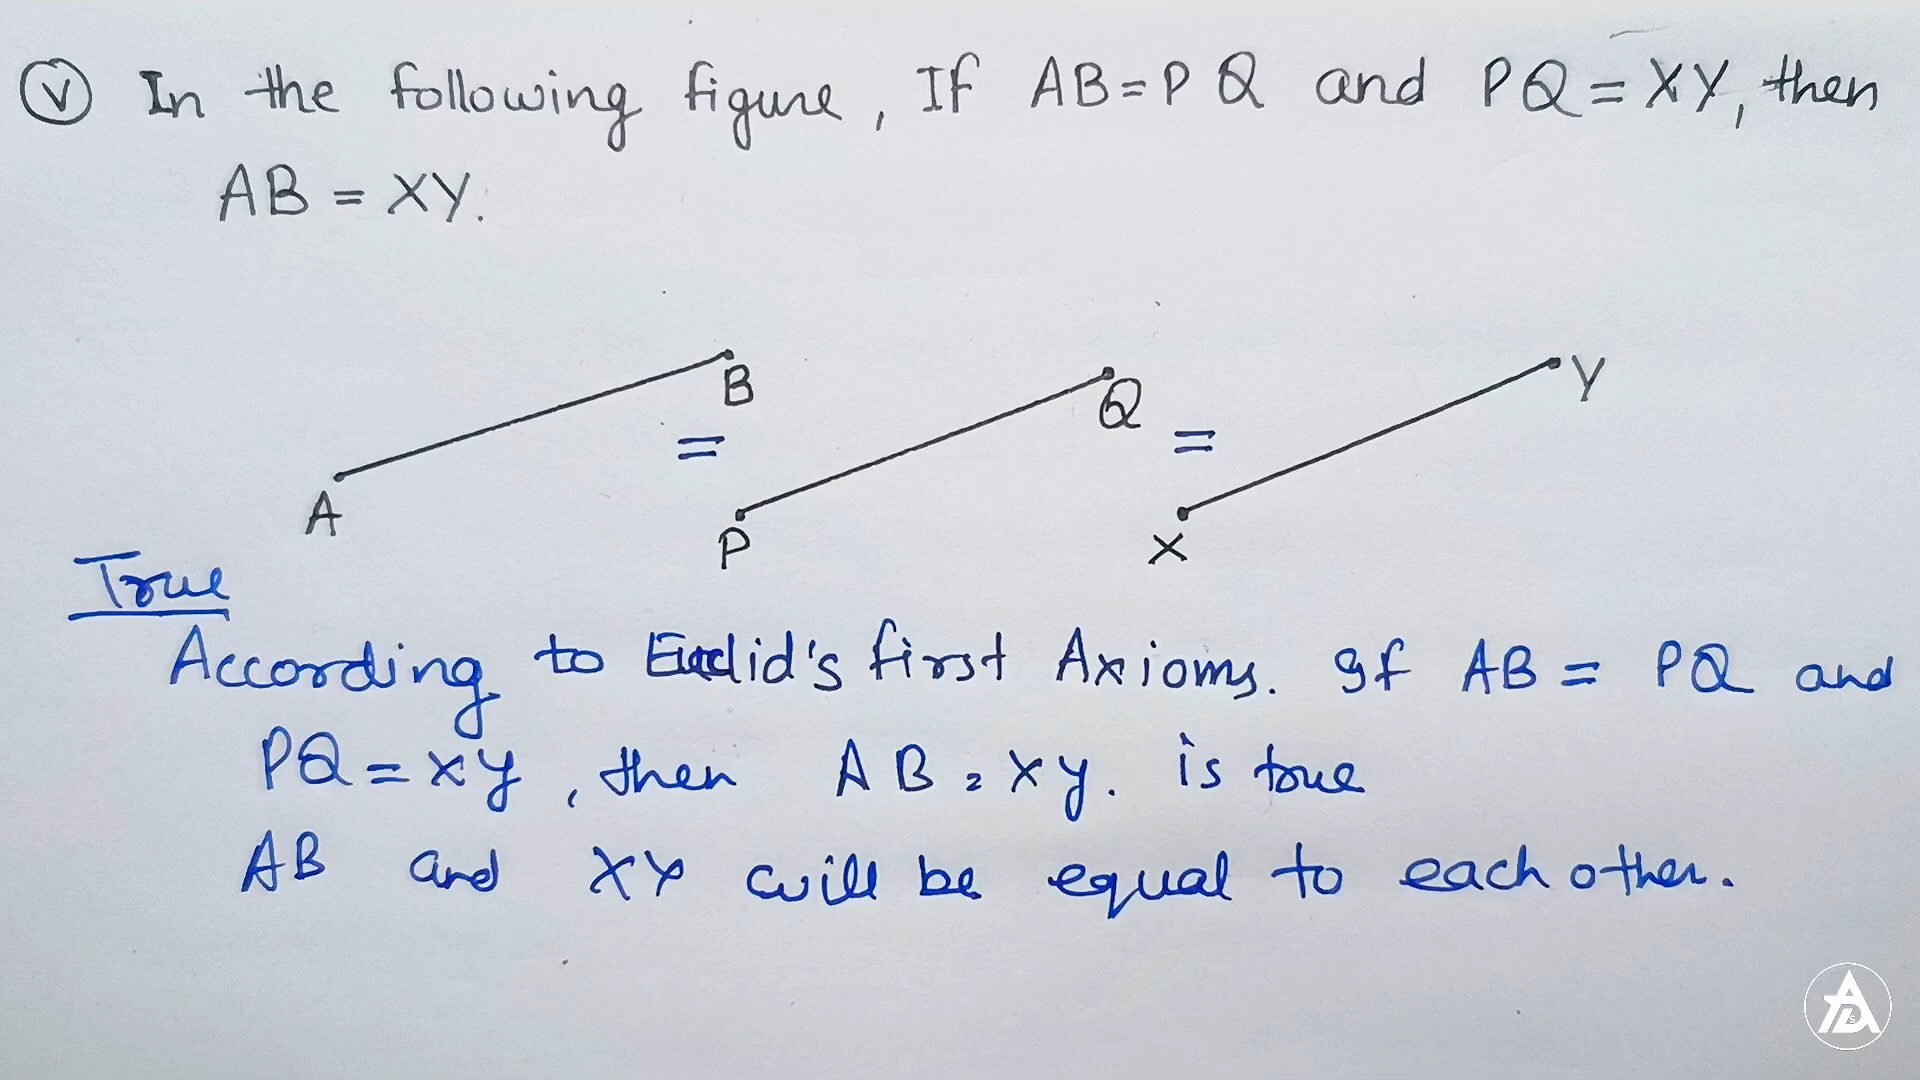 (v) In the following figure, If AB=PQ and PQ=XY, then
AB = XY.
B
Y
Q
= =
A
P
X
True
According to Euclid's first Axioms. If AB = PQ and
PQ = XY, then AB = XY. is true
AB and XY will be equal to each other.